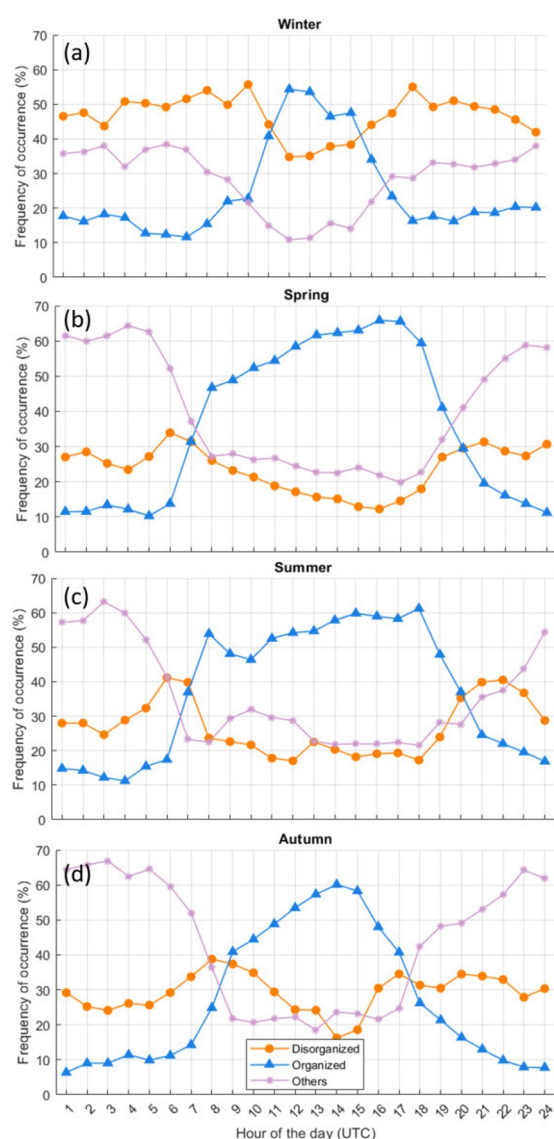 Winter
(a)
70
60
50
40
30
20
10
0
Frequency of occurrence (%)
Spring
(b)
70
60
50
40
30
20
10
0
Frequency of occurrence (%)
Summer
(c)
70
60
50
40
30
20
10
0
Frequency of occurrence (%)
Autumn
(d)
70
60
50
40
30
20
10
0
Frequency of occurrence (%)
Disorganized
Organized
Others
1 2 3 4 5 6 7 8 9 10 11 12 13 14 15 16 17 18 19 20 21 22 23 24
Hour of the day (UTC)